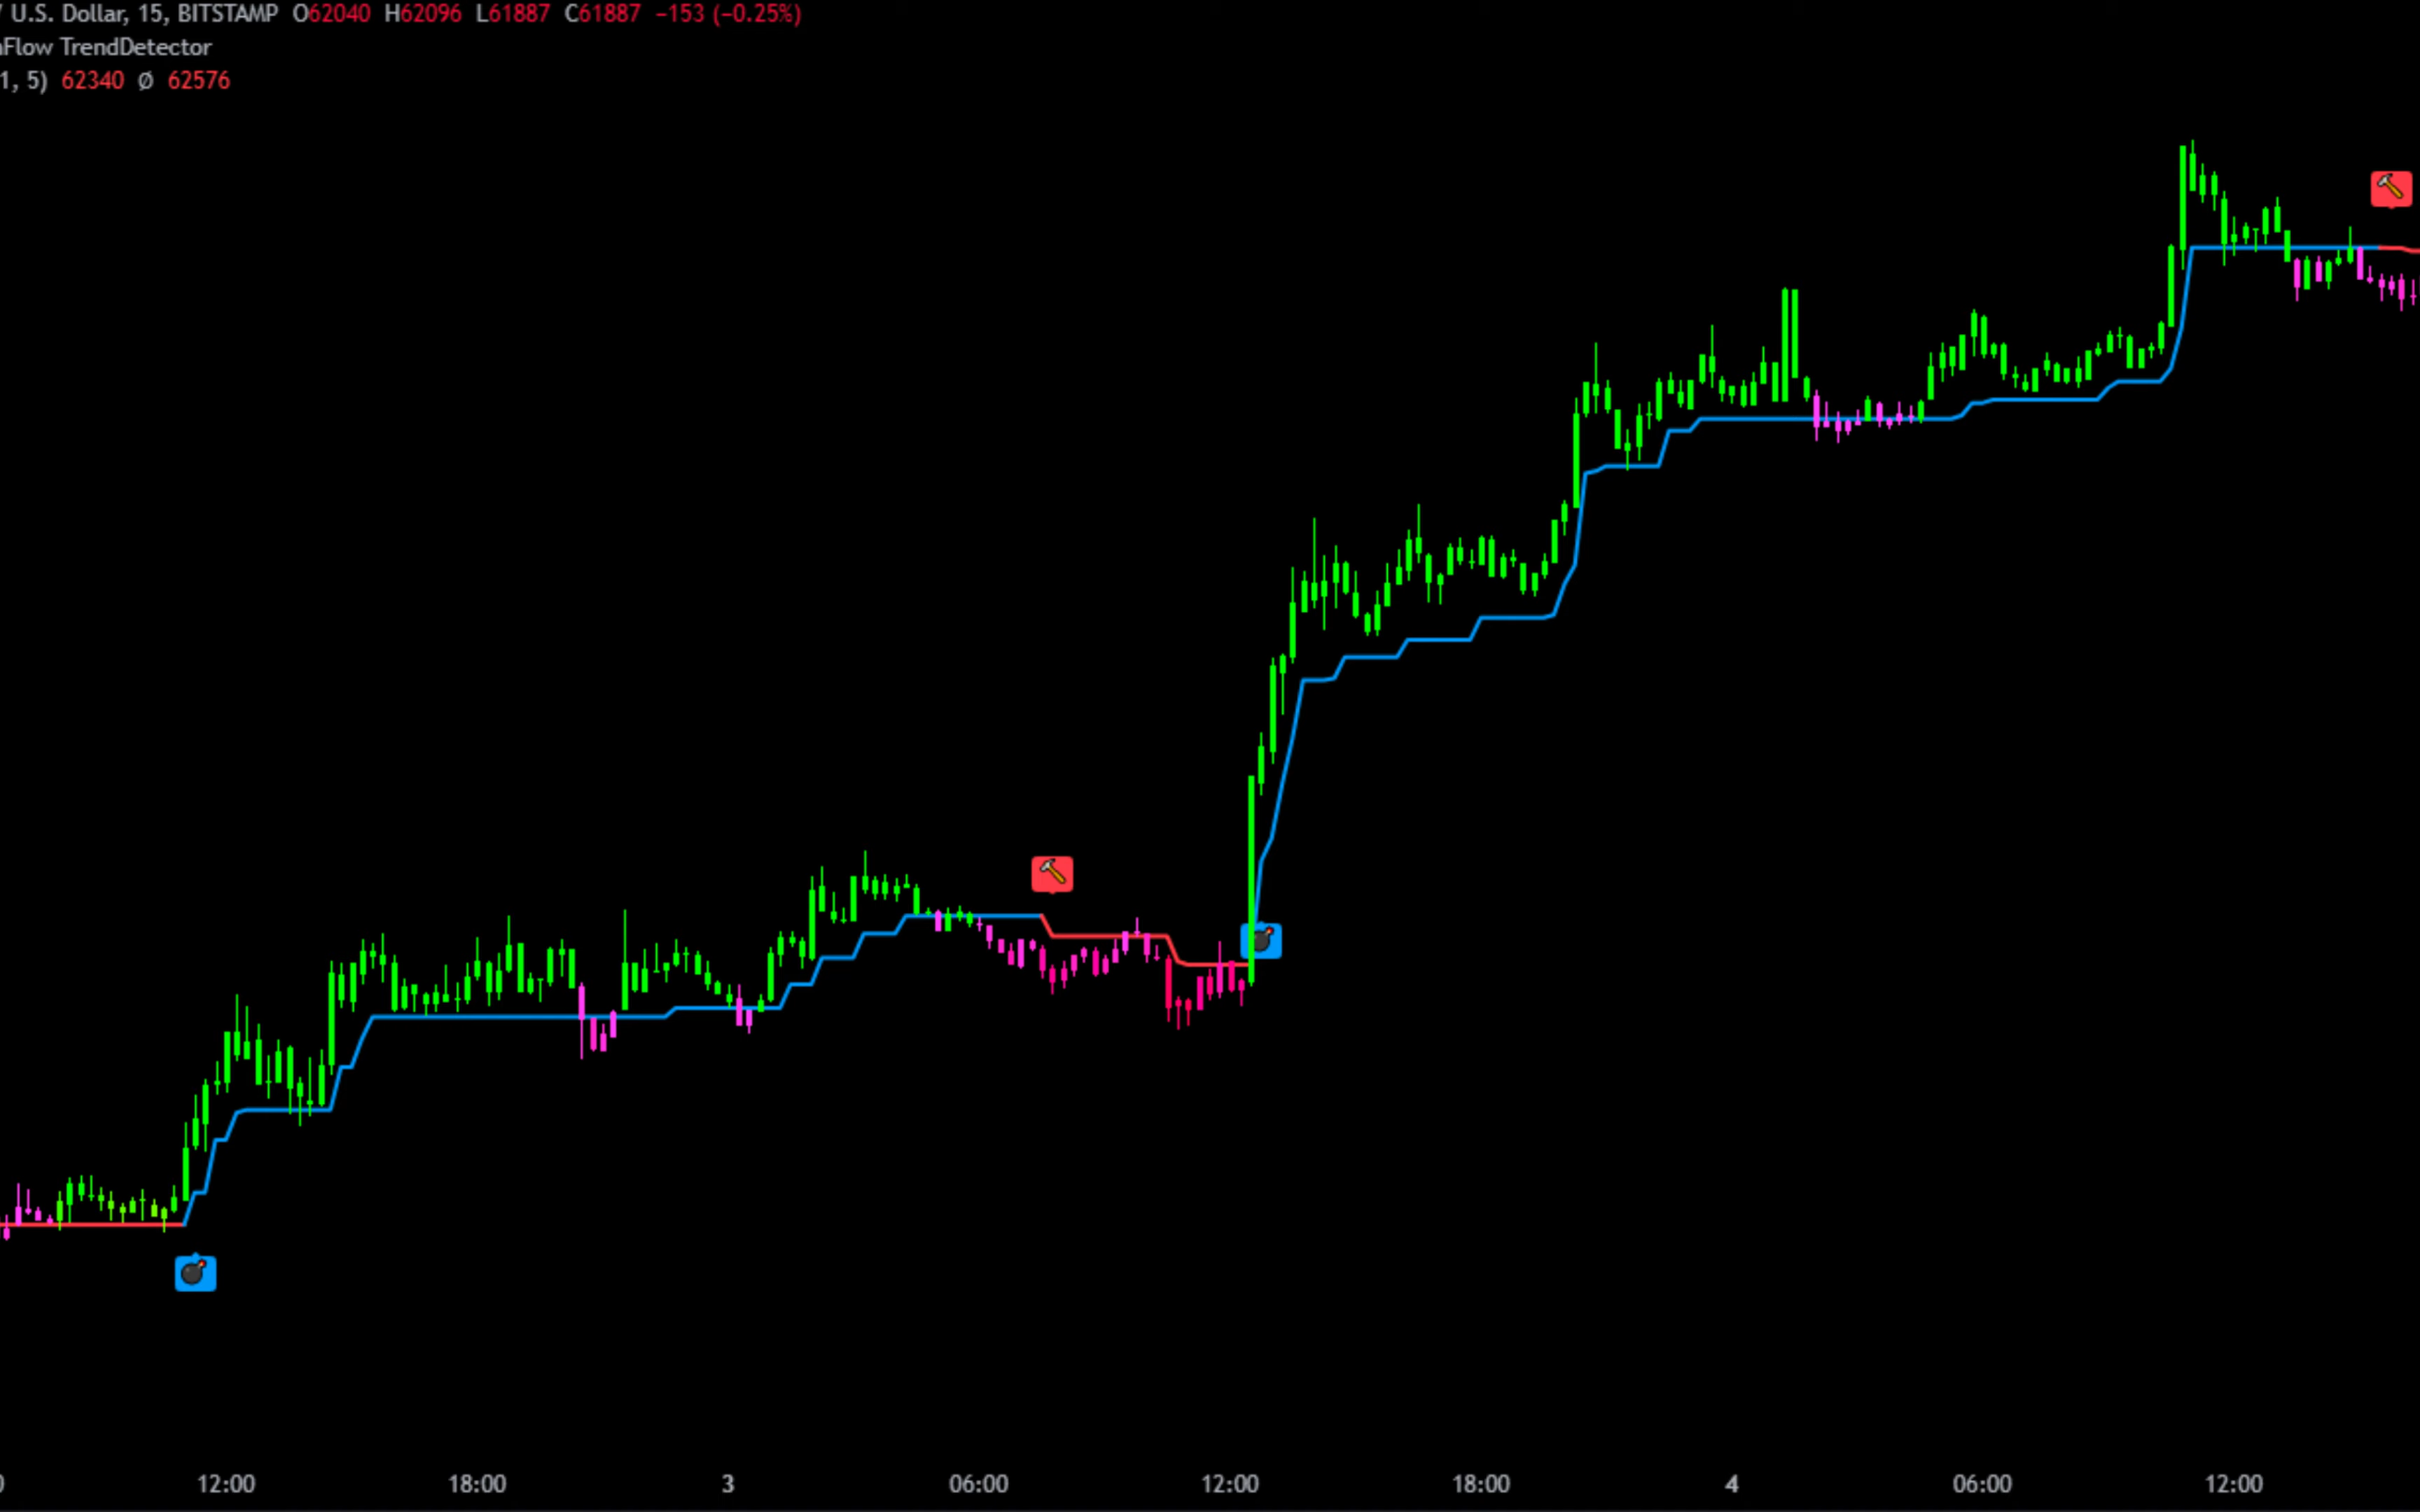 / U.S. Dollar, 15, BITSTAMP O62040 H62096 L61887 C61887 −153 (−0.25%)
Flow TrendDetector
1, 5) 62340 Ø 62576
12:00 18:00 3 06:00 12:00 18:00 4 06:00 12:00